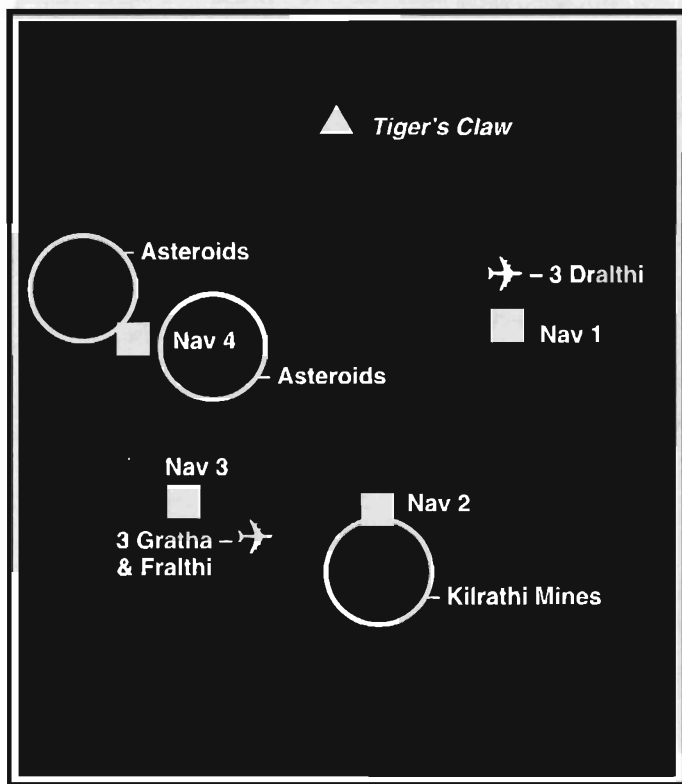 Tiger's Claw
Asteroids
– 3 Dralthi
Nav 4
Nav 1
– Asteroids
Nav 3
Nav 2
3 Gratha –
& Fralthi
Kilrathi Mines